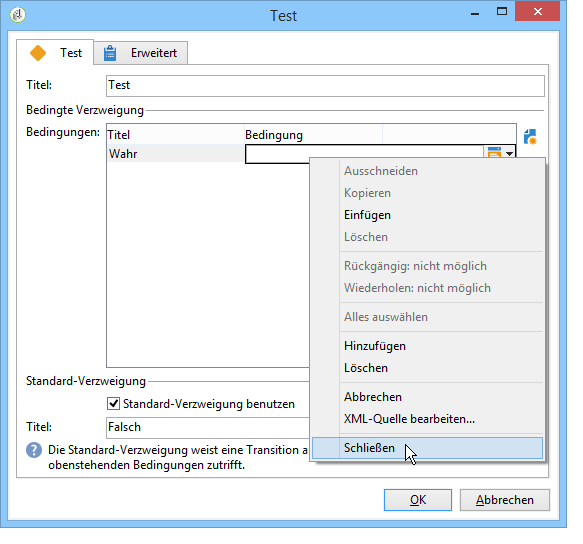 Test
Test
Erweitert
Titel: Test
Bedingte Verzweigung
Bedingungen:
Titel Bedingung
Wahr
Ausschneiden
Kopieren
Einfügen
Löschen
Rückgängig: nicht möglich
Wiederholen: nicht möglich
Alles auswählen
Hinzufügen
Löschen
Abbrechen
XML-Quelle bearbeiten...
Schließen
Standard-Verzweigung
Standard-Verzweigung benutzen
Titel: Falsch
Die Standard-Verzweigung weist eine Transition a
obenstehenden Bedingungen zutrifft.
OK
Abbrechen